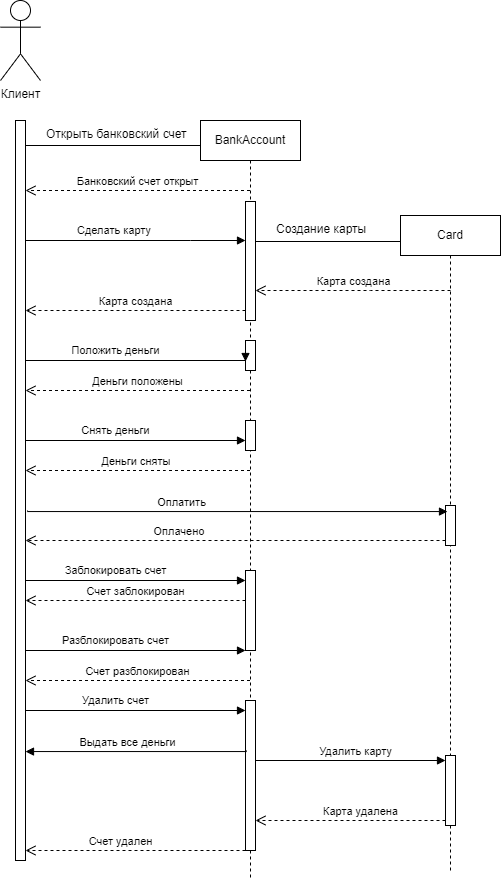 Клиент
Открыть банковский счет
BankAccount
Банковский счет открыт
Сделать карту
Создание карты
Card
Карта создана
Карта создана
Положить деньги
Деньги положены
Снять деньги
Деньги сняты
Оплатить
Оплачено
Заблокировать счет
Счет заблокирован
Разблокировать счет
Счет разблокирован
Удалить счет
Выдать все деньги
Удалить карту
Карта удалена
Счет удален